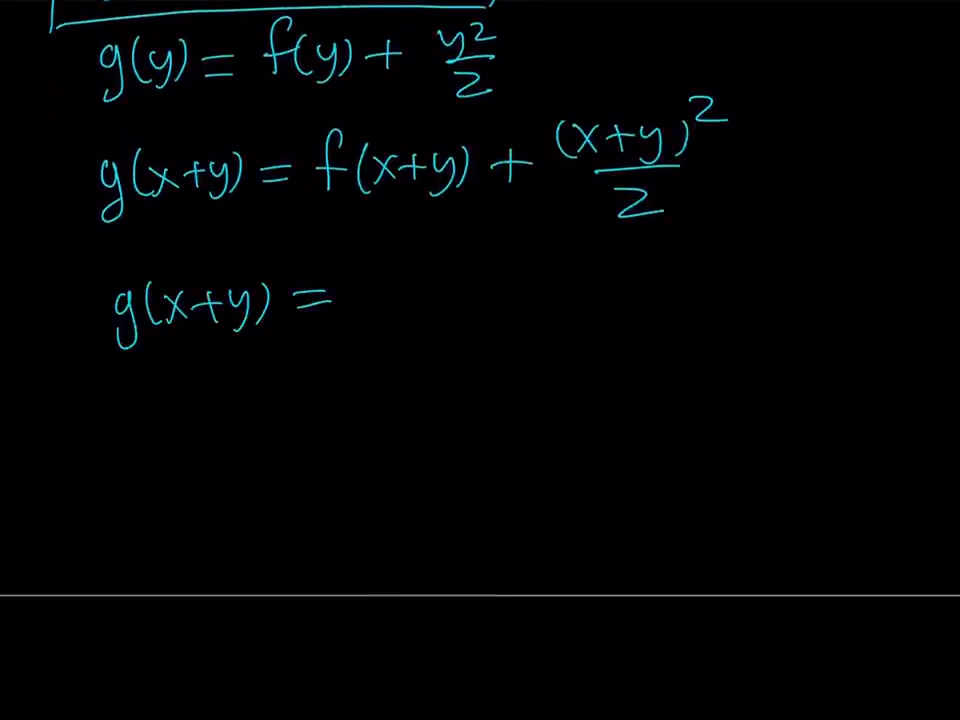 g(y) = f(y) + y²/2
g(x+y) = f(x+y) + (x+y)²/2
g(x+y) =